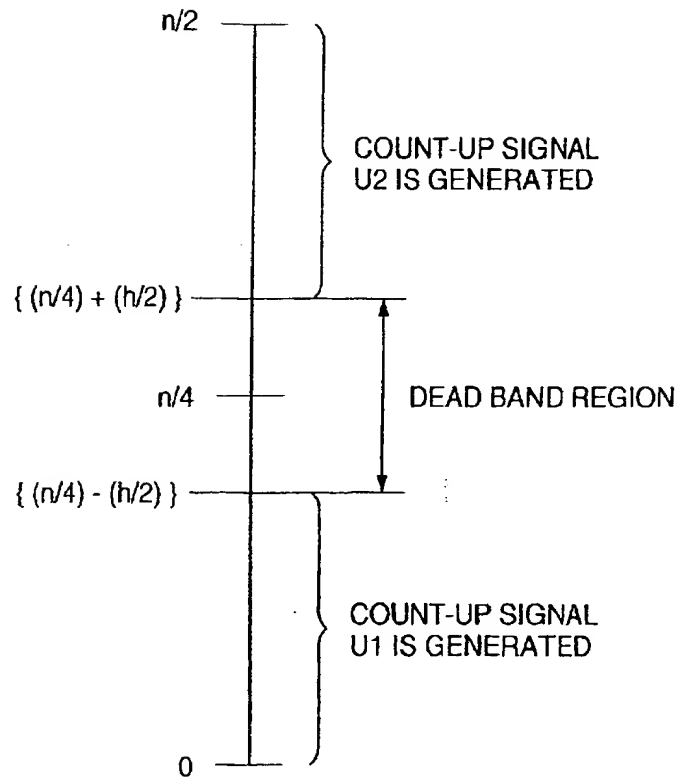 n/2
COUNT-UP SIGNAL
U2 IS GENERATED
{ (n/4) + (h/2) }
n/4
DEAD BAND REGION
{ (n/4) - (h/2) }
COUNT-UP SIGNAL
U1 IS GENERATED
0